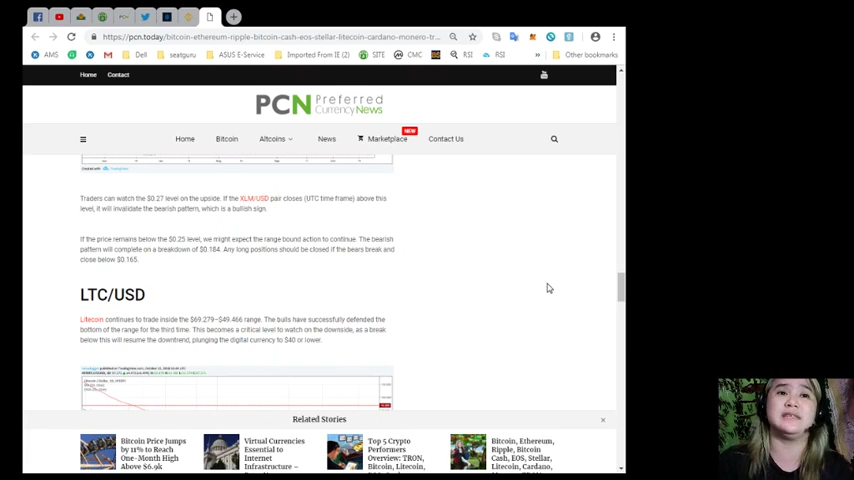 https://pcn.today/bitcoin-ethereum-ripple-bitcoin-cash-eos-stellar-litecoin-cardano-monero-tr...
AMS
Dell
seatguru
ASUS E-Service
Imported From IE (2)
SITE
CMC
RSI
RSI
»
Other bookmarks
Home Contact
PCN Preferred Currency News
NEW
Home Bitcoin Altcoins News Marketplace Contact Us
Traders can watch the $0.27 level on the upside. If the XLM/USD pair closes (UTC time frame) above this
level, it will invalidate the bearish pattern, which is a bullish sign.
If the price remains below the $0.25 level, we might expect the range bound action to continue. The bearish
pattern will complete on a breakdown of $0.184. Any long positions should be closed if the bears break and
close below $0.165.
LTC/USD
Litecoin continues to trade inside the $69.279–$49.466 range. The bulls have successfully defended the
bottom of the range for the third time. This becomes a critical level to watch on the downside, as a break
below this will resume the downtrend, plunging the digital currency to $40 or lower.
Related Stories
Bitcoin Price Jumps
by 11% to Reach
One-Month High
Above $6.9k
Virtual Currencies
Essential to
Internet
Infrastructure –
Top 5 Crypto
Performers
Overview: TRON,
Bitcoin, Litecoin,
Bitcoin, Ethereum,
Ripple, Bitcoin
Cash, EOS, Stellar,
Litecoin, Cardano,